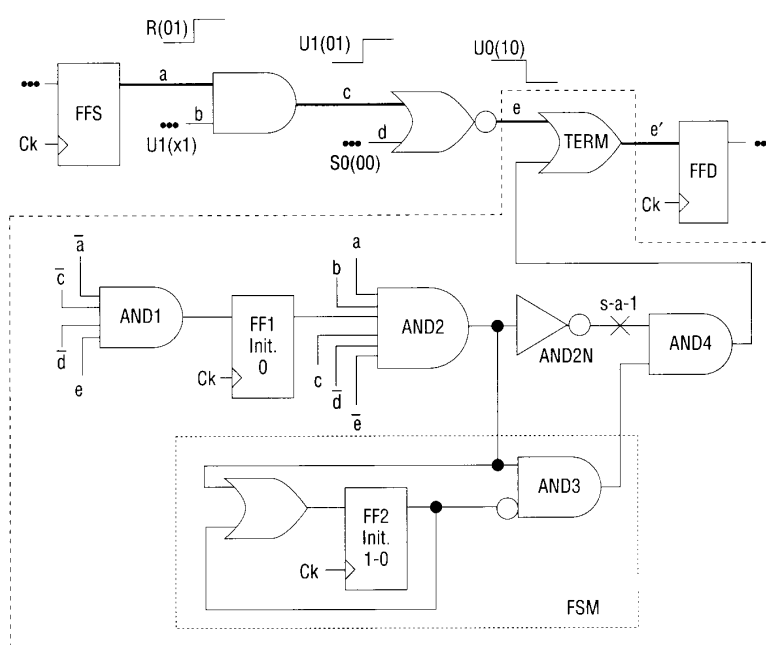 R(01)
U1(01)
U0(10)
a
c
e
e′
FFS
b
d
TERM
FFD
Ck
U1(x1)
S0(00)
Ck
a̅
c̅
d̅
e
AND1
FF1
Init.
0
Ck
a
b
c
d̅
e̅
AND2
AND2N
s-a-1
AND4
AND3
FF2
Init.
1-0
Ck
FSM